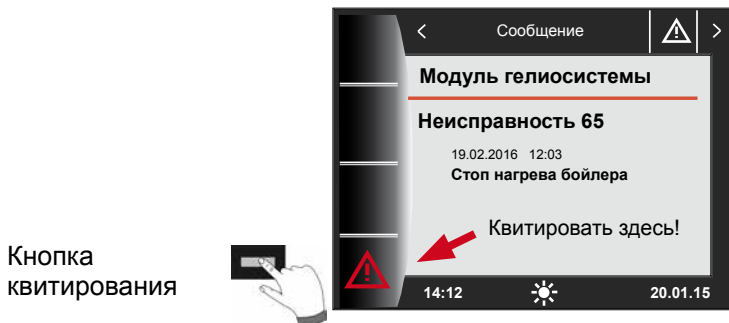 Сообщение
Модуль гелиосистемы
Неисправность 65
19.02.2016 12:03
Стоп нагрева бойлера
Квитировать здесь!
Кнопка
квитирования
14:12 20.01.15